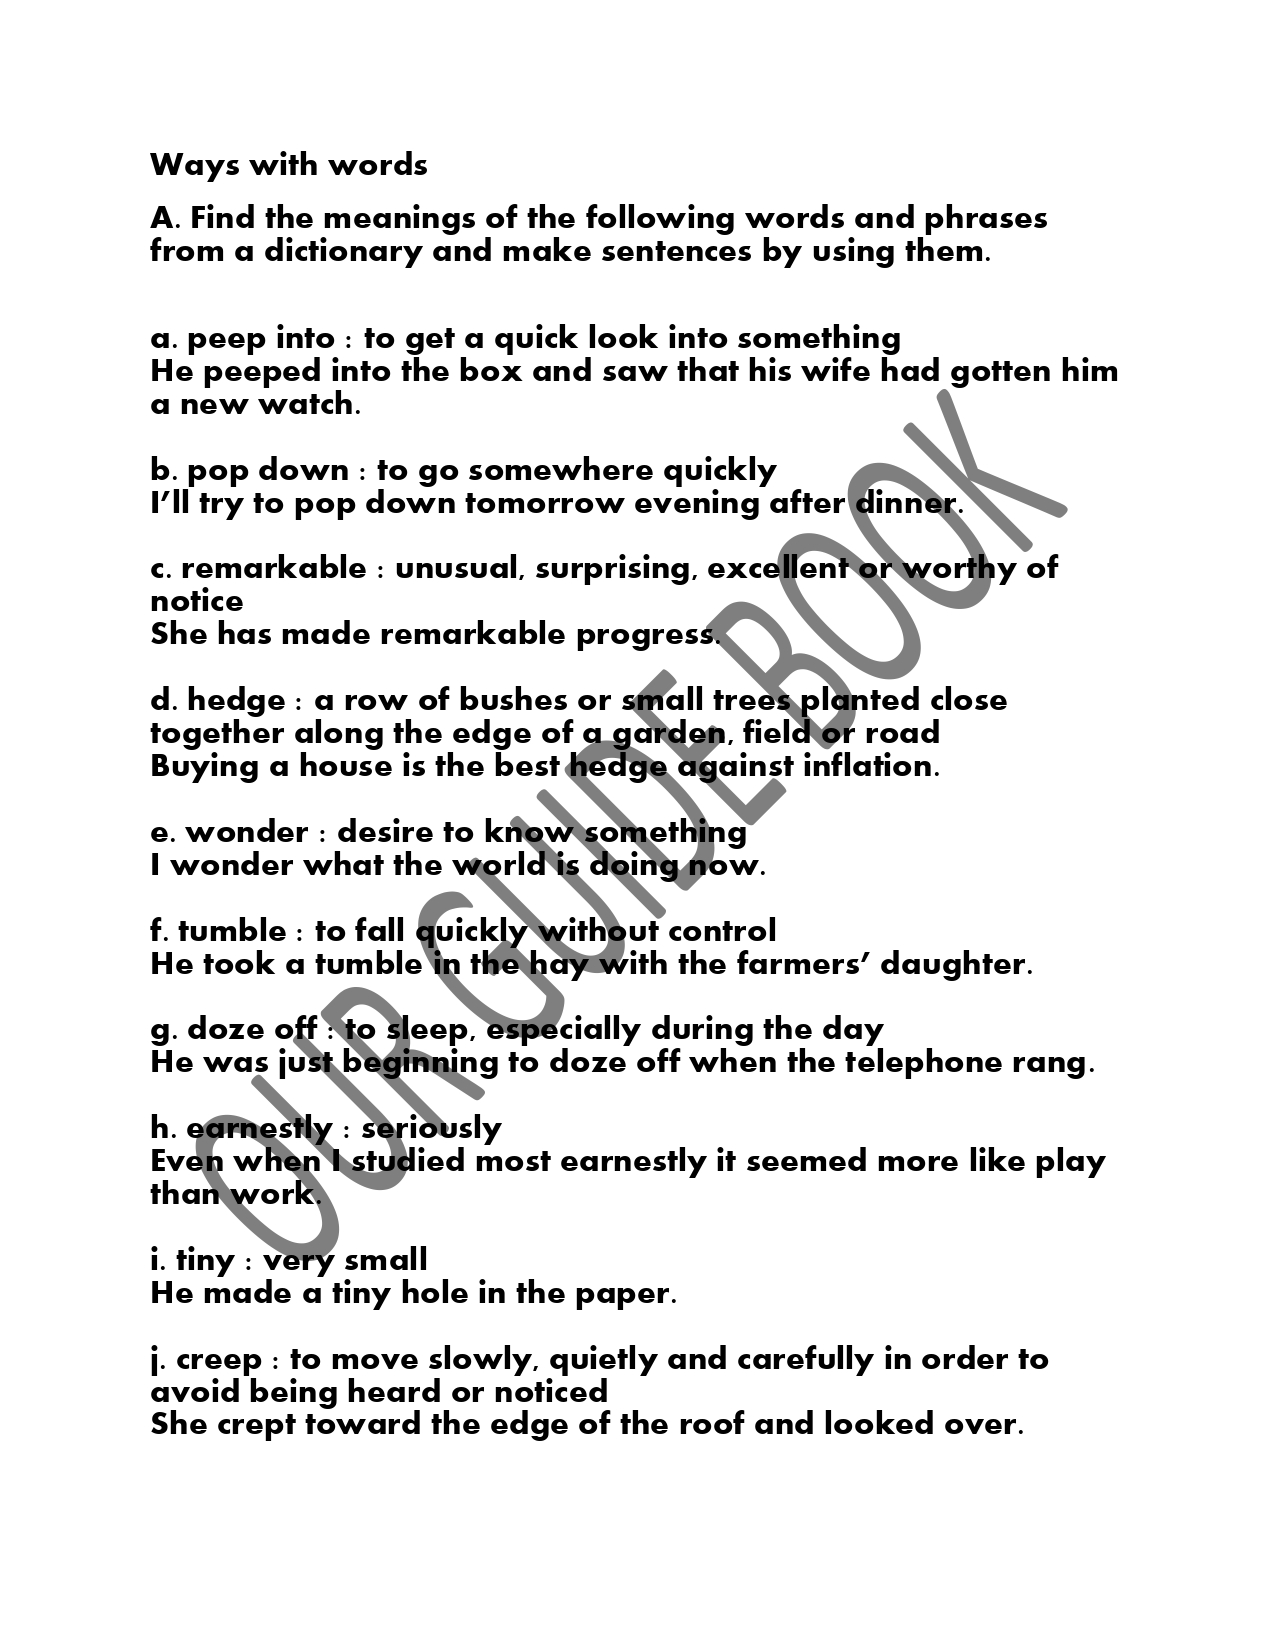 Ways with words
A. Find the meanings of the following words and phrases
from a dictionary and make sentences by using them.
a. peep into : to get a quick look into something
He peeped into the box and saw that his wife had gotten him
a new watch.
b. pop down : to go somewhere quickly
I’ll try to pop down tomorrow evening after dinner.
c. remarkable : unusual, surprising, excellent or worthy of
notice
She has made remarkable progress.
d. hedge : a row of bushes or small trees planted close
together along the edge of a garden, field or road
Buying a house is the best hedge against inflation.
e. wonder : desire to know something
I wonder what the world is doing now.
f. tumble : to fall quickly without control
He took a tumble in the hay with the farmers’ daughter.
g. doze off : to sleep, especially during the day
He was just beginning to doze off when the telephone rang.
h. earnestly : seriously
Even when I studied most earnestly it seemed more like play
than work.
i. tiny : very small
He made a tiny hole in the paper.
j. creep : to move slowly, quietly and carefully in order to
avoid being heard or noticed
She crept toward the edge of the roof and looked over.
OUR GUIDE BOOK